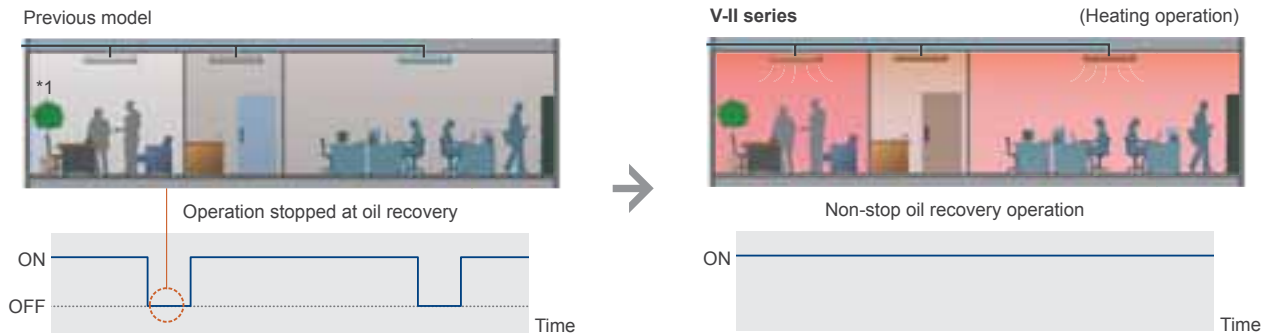 Previous model
*1
Operation stopped at oil recovery
ON
OFF
Time
V-II series (Heating operation)
Non-stop oil recovery operation
ON
Time